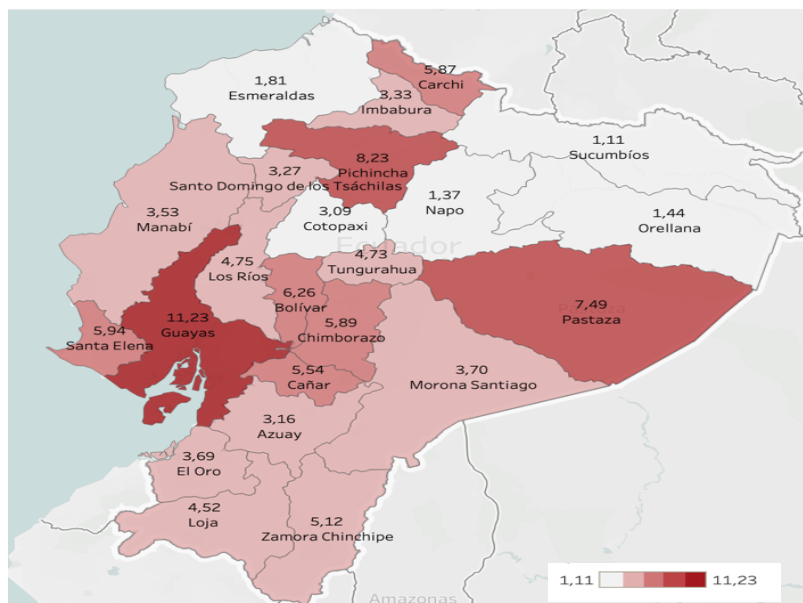 5,87
Carchi
1,81
Esmeraldas
3,33
Imbabura
1,11
Sucumbíos
8,23
Pichincha
3,27
Santo Domingo de los Tsáchilas
1,37
Napo
3,53
Manabí
3,09
Cotopaxi
1,44
Orellana
Ecuador
4,75
Los Ríos
4,73
Tungurahua
6,26
Bolívar
7,49
Pastaza
11,23
Guayas
5,94
Santa Elena
5,89
Chimborazo
5,54
Cañar
3,70
Morona Santiago
3,16
Azuay
3,69
El Oro
4,52
Loja
5,12
Zamora Chinchipe
1,11 11,23
Amazonas